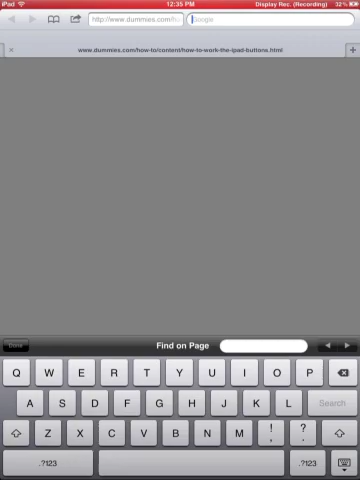 iPad 12:35 PM Display Rec. (Recording) 32%
http://www.dummies.com/ho Google
www.dummies.com/how-to/content/how-to-work-the-ipad-buttons.html
Done Find on Page
Q W E R T Y U I O P
A S D F G H J K L Search
Z X C V B N M ! , ? .
.?123 .?123